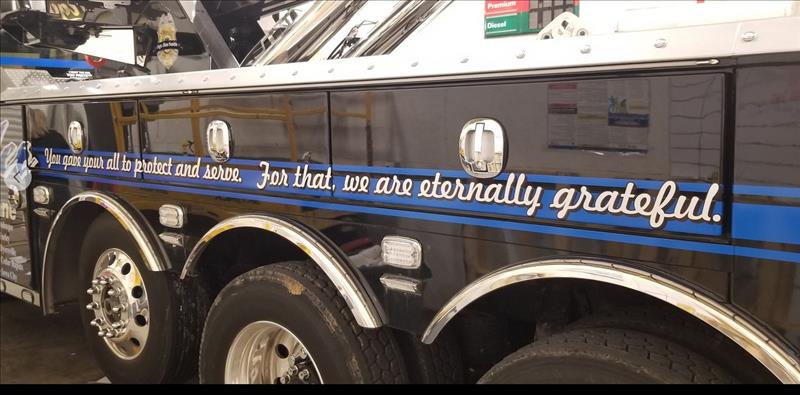 Premium
Diesel
You gave your all to protect and serve. For that, we are eternally grateful.